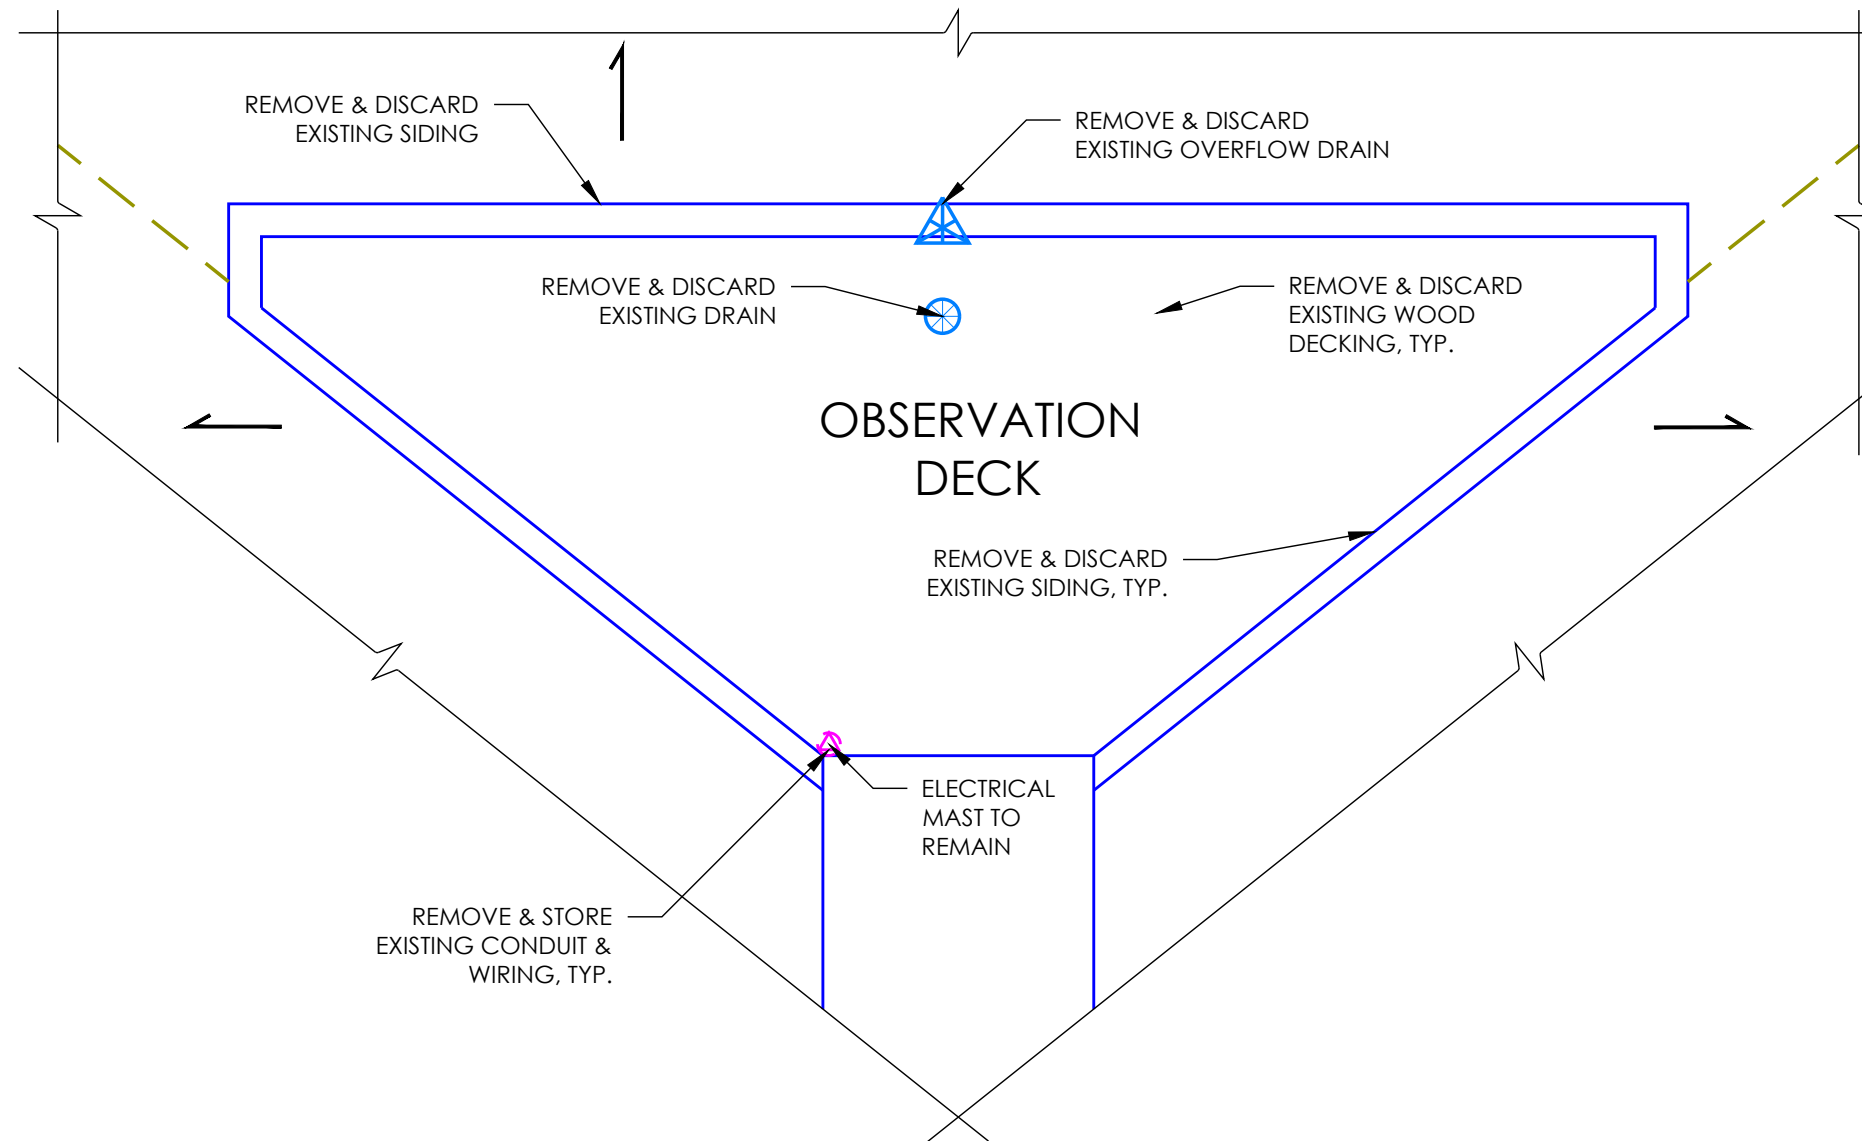 REMOVE & DISCARD
EXISTING SIDING
REMOVE & DISCARD
EXISTING OVERFLOW DRAIN
REMOVE & DISCARD
EXISTING DRAIN
REMOVE & DISCARD
EXISTING WOOD
DECKING, TYP.
OBSERVATION
DECK
REMOVE & DISCARD
EXISTING SIDING, TYP.
ELECTRICAL
MAST TO
REMAIN
REMOVE & STORE
EXISTING CONDUIT &
WIRING, TYP.